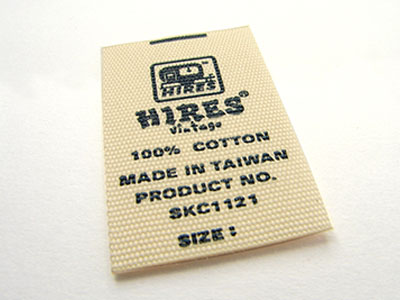 HIRES
HIRES®
Vintage
100% COTTON
MADE IN TAIWAN
PRODUCT NO.
SKC1121
SIZE: